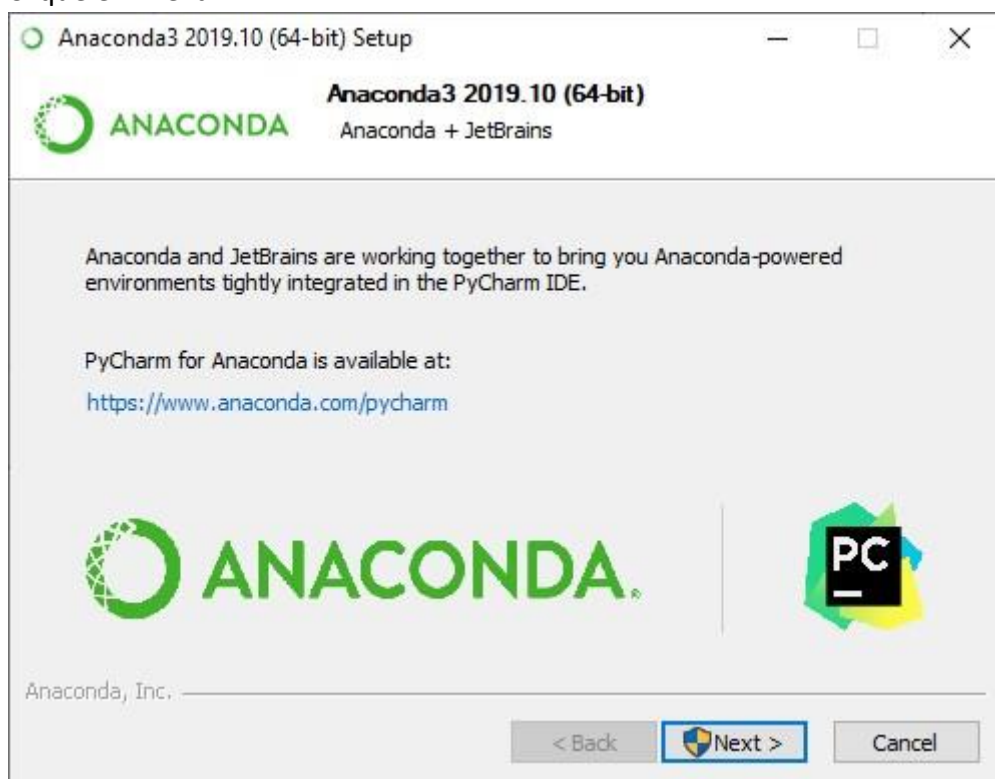 Anaconda3 2019.10 (64-bit) Setup
ANACONDA
Anaconda3 2019.10 (64-bit)
Anaconda + JetBrains
Anaconda and JetBrains are working together to bring you Anaconda-powered
environments tightly integrated in the PyCharm IDE.
PyCharm for Anaconda is available at:
https://www.anaconda.com/pycharm
ANACONDA.
PC
Anaconda, Inc.
< Back Next > Cancel